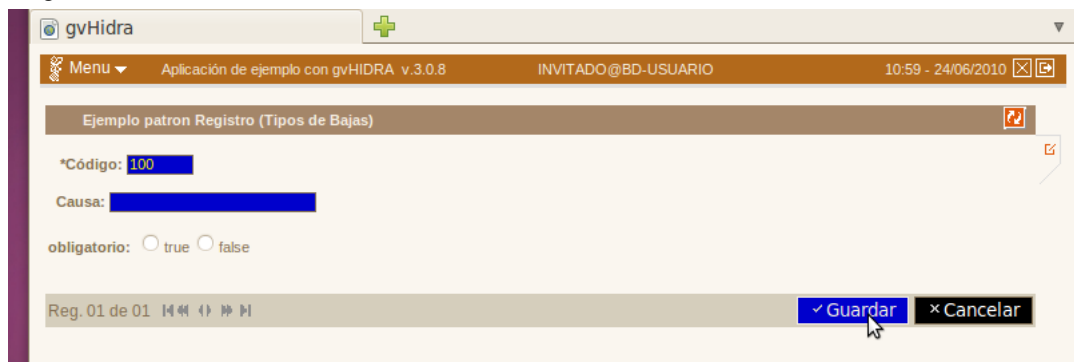 gvHidra
Menu Aplicación de ejemplo con gvHIDRA v.3.0.8 INVITADO@BD-USUARIO 10:59 - 24/06/2010
Ejemplo patron Registro (Tipos de Bajas)
*Código: 100
Causa:
obligatorio: true false
Reg. 01 de 01 Guardar Cancelar